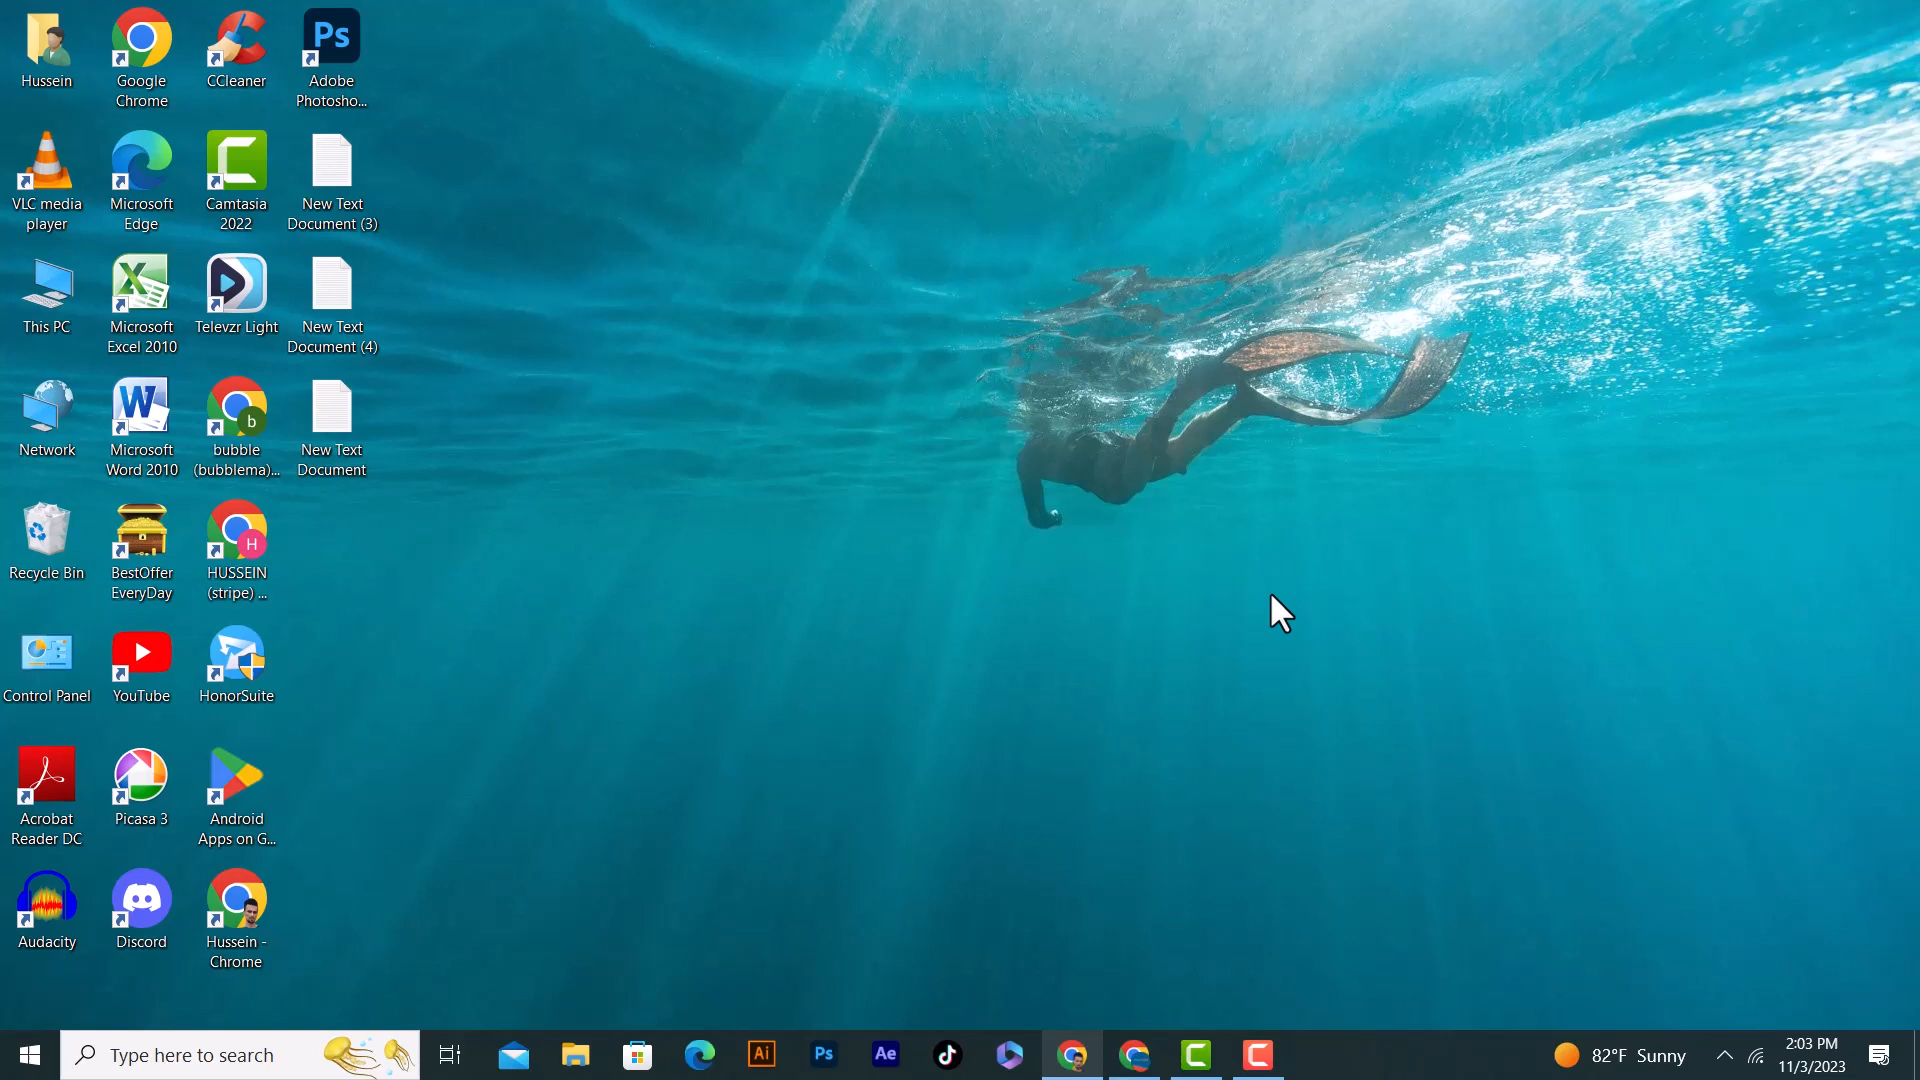 Hussein
Google
Chrome
CCleaner
Ps
Adobe
Photosho...
VLC media
player
Microsoft
Edge
Camtasia
2022
New Text
Document (3)
This PC
Microsoft
Excel 2010
Televzr Light
New Text
Document (4)
Network
W
Microsoft
Word 2010
b
bubble
(bubblema)...
New Text
Document
Recycle Bin
BestOffer
EveryDay
H
HUSSEIN
(stripe) ...
Control Panel
YouTube
HonorSuite
Acrobat
Reader DC
Picasa 3
Android
Apps on G...
Audacity
Discord
Hussein -
Chrome
Type here to search
Ai
Ps
Ae
82°F Sunny
2:03 PM
11/3/2023